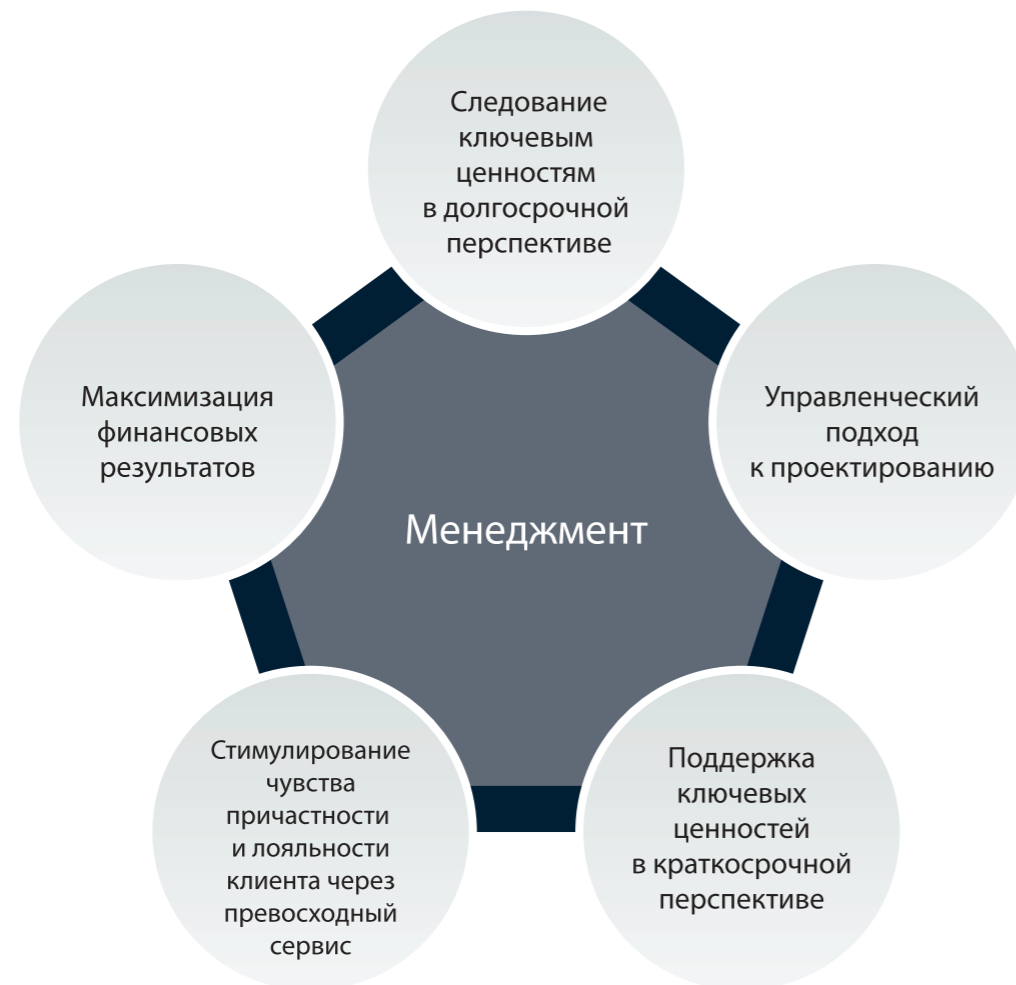 Следование
ключевым
ценностям
в долгосрочной
перспективе
Максимизация
финансовых
результатов
Управленческий
подход
к проектированию
Менеджмент
Стимулирование
чувства
причастности
и лояльности
клиента через
превосходный
сервис
Поддержка
ключевых
ценностей
в краткосрочной
перспективе